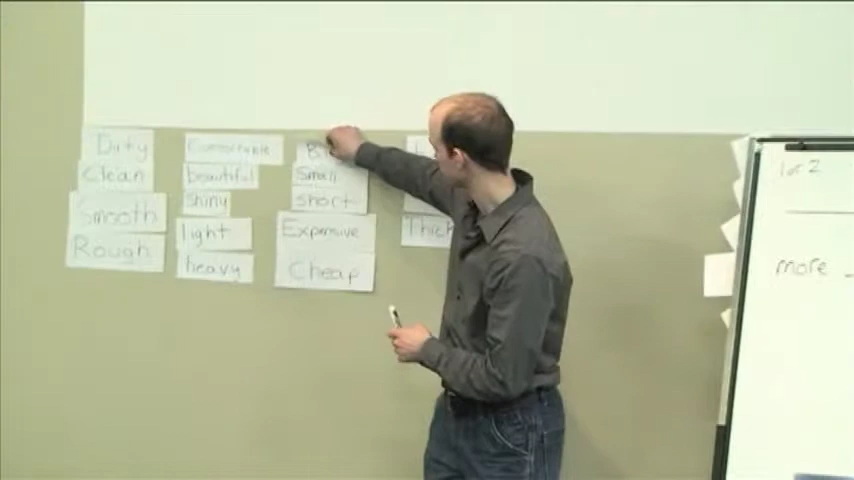 Dirty
Clean
Smooth
Rough
Comfortable
beautiful
shiny
light
heavy
Small
short
Expensive
Cheap
Thick
1 or 2
more